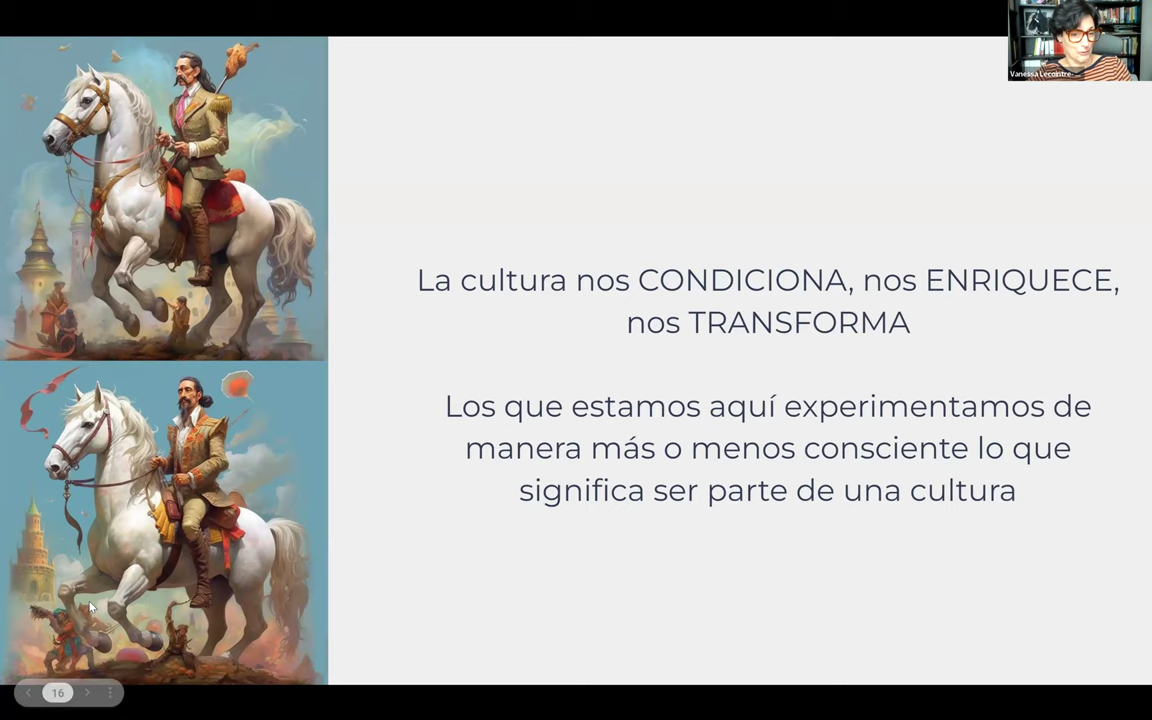 Vanessa Lecointre-
La cultura nos CONDICIONA, nos ENRIQUECE,
nos TRANSFORMA
Los que estamos aquí experimentamos de
manera más o menos consciente lo que
significa ser parte de una cultura
16